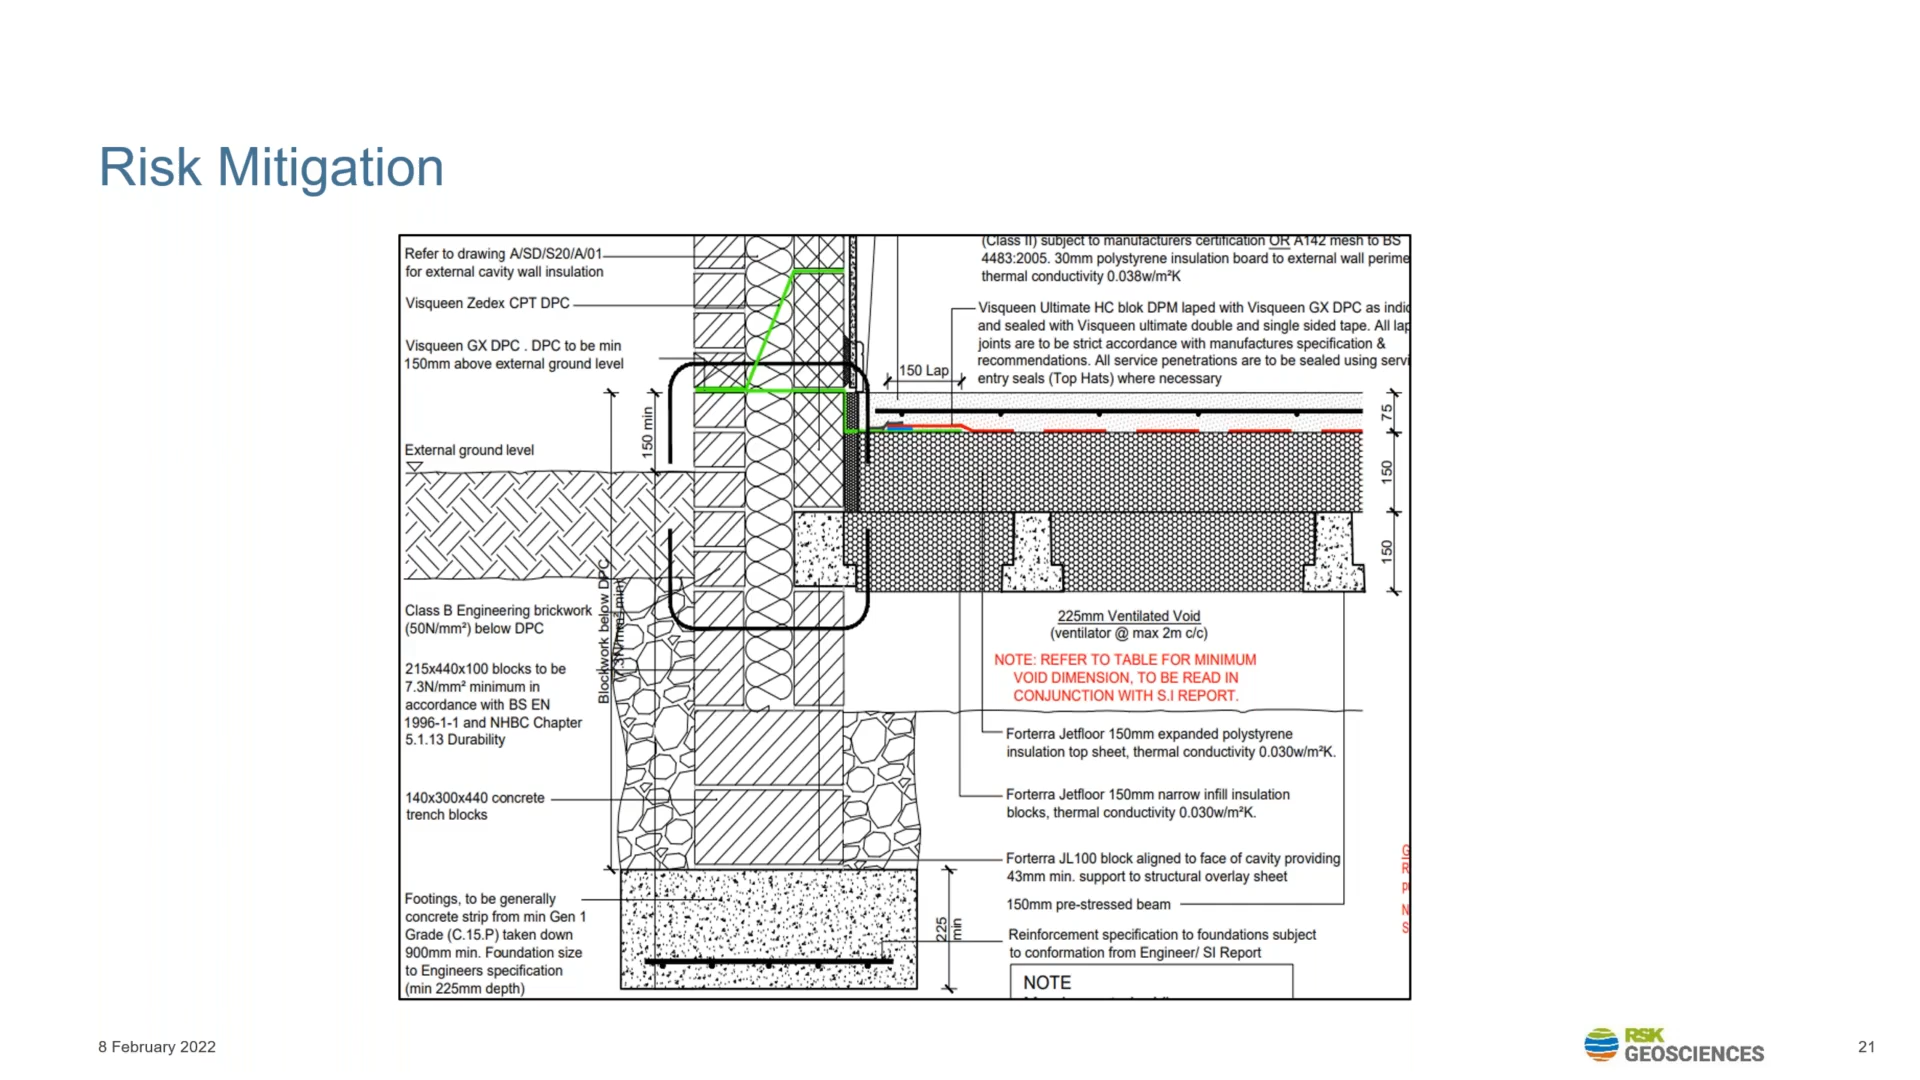 Risk Mitigation
Refer to drawing A/SD/S20/A/01
for external cavity wall insulation
Visqueen Zedex CPT DPC
Visqueen GX DPC . DPC to be min
150mm above external ground level
External ground level
Class B Engineering brickwork
(50N/mm²) below DPC
215x440x100 blocks to be
7.3N/mm² minimum in
accordance with BS EN
1996-1-1 and NHBC Chapter
5.1.13 Durability
140x300x440 concrete
trench blocks
Footings, to be generally
concrete strip from min Gen 1
Grade (C.15.P) taken down
900mm min. Foundation size
to Engineers specification
(min 225mm depth)
150 min
Blockwork below DPC
(7.3N/mm² min)
(Class II) subject to manufacturers certification OR A142 mesh to BS
4483:2005. 30mm polystyrene insulation board to external wall perime
thermal conductivity 0.038w/m²K
Visqueen Ultimate HC blok DPM laped with Visqueen GX DPC as indic
and sealed with Visqueen ultimate double and single sided tape. All lap
joints are to be strict accordance with manufactures specification &
recommendations. All service penetrations are to be sealed using servi
entry seals (Top Hats) where necessary
150 Lap
75
150
150
225mm Ventilated Void
(ventilator @ max 2m c/c)
NOTE: REFER TO TABLE FOR MINIMUM
VOID DIMENSION, TO BE READ IN
CONJUNCTION WITH S.I REPORT.
Forterra Jetfloor 150mm expanded polystyrene
insulation top sheet, thermal conductivity 0.030w/m²K.
Forterra Jetfloor 150mm narrow infill insulation
blocks, thermal conductivity 0.030w/m²K.
Forterra JL100 block aligned to face of cavity providing
43mm min. support to structural overlay sheet
150mm pre-stressed beam
225
min
Reinforcement specification to foundations subject
to conformation from Engineer/ SI Report
NOTE
8 February 2022
RSK
GEOSCIENCES
21